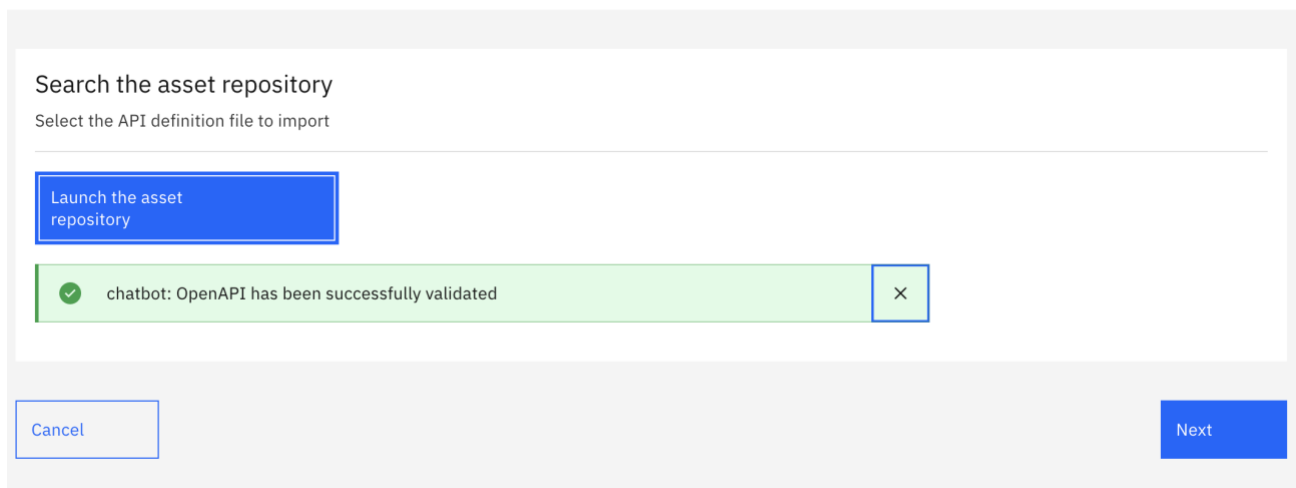 Search the asset repository
Select the API definition file to import
Launch the asset
repository
chatbot: OpenAPI has been successfully validated
Cancel
Next